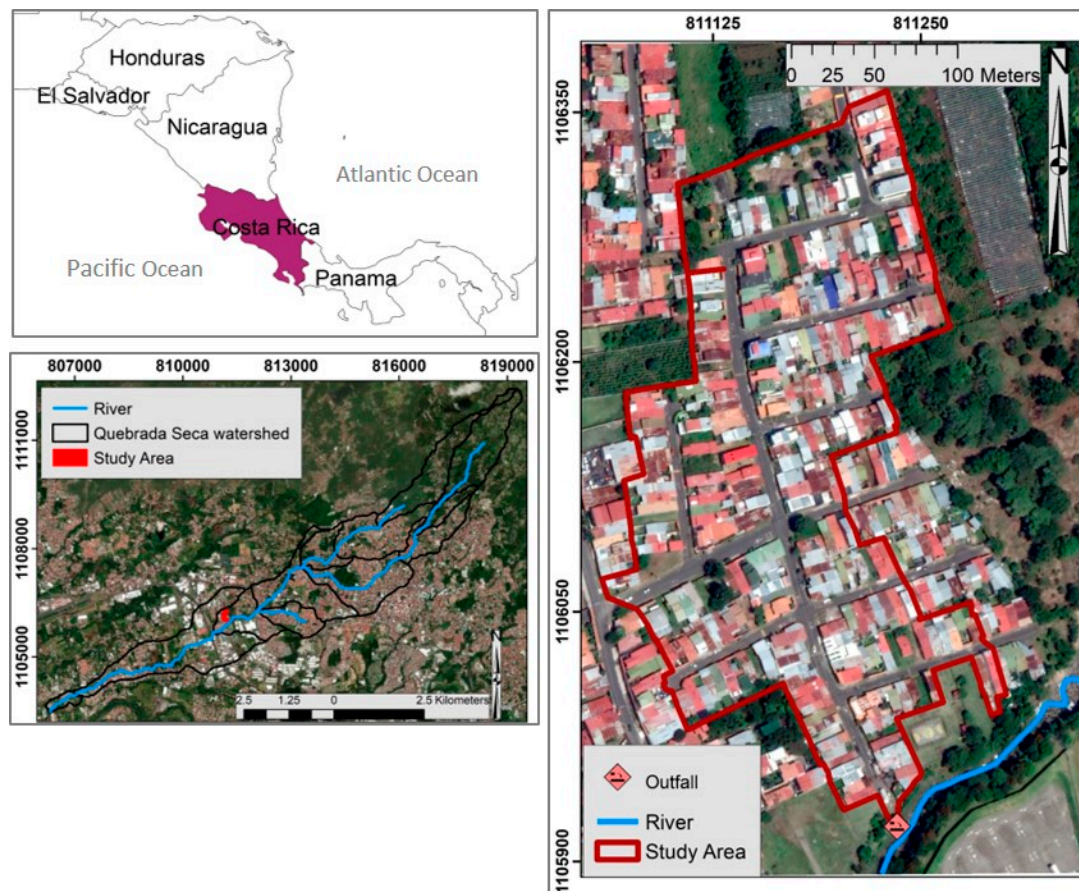 Honduras
El Salvador
Nicaragua
Atlantic Ocean
Costa Rica
Pacific Ocean
Panama
807000 810000 813000 816000 819000
1111000
1108000
1105000
River
Quebrada Seca watershed
Study Area
N
2.5 1.25 0 2.5 Kilometers
811125 811250
0 25 50 100 Meters
N
1106350
1106200
1106050
1105900
Outfall
River
Study Area